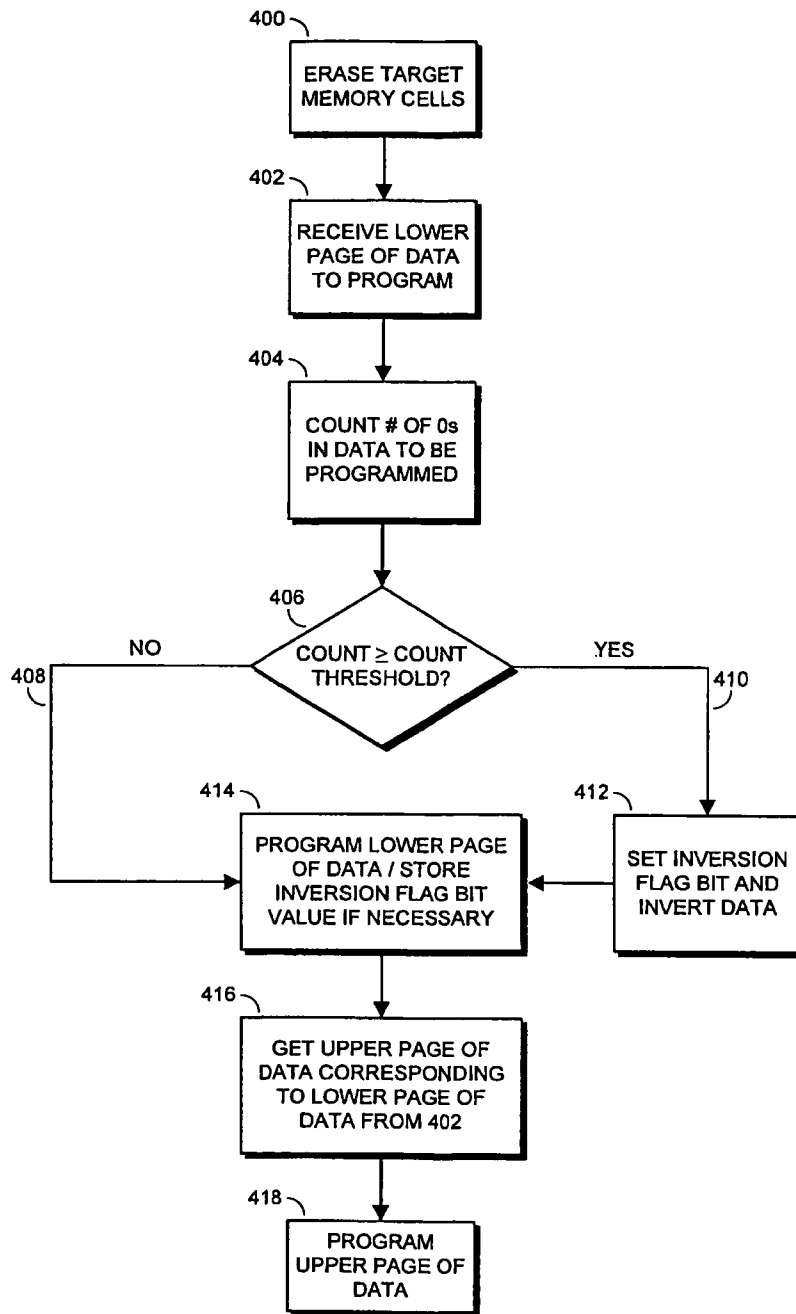 400
ERASE TARGET
MEMORY CELLS
402
RECEIVE LOWER
PAGE OF DATA
TO PROGRAM
404
COUNT # OF 0s
IN DATA TO BE
PROGRAMMED
406
NO
COUNT ≥ COUNT
THRESHOLD?
YES
408
410
414
PROGRAM LOWER PAGE
OF DATA / STORE
INVERSION FLAG BIT
VALUE IF NECESSARY
412
SET INVERSION
FLAG BIT AND
INVERT DATA
416
GET UPPER PAGE OF
DATA CORRESPONDING
TO LOWER PAGE OF
DATA FROM 402
418
PROGRAM
UPPER PAGE OF
DATA